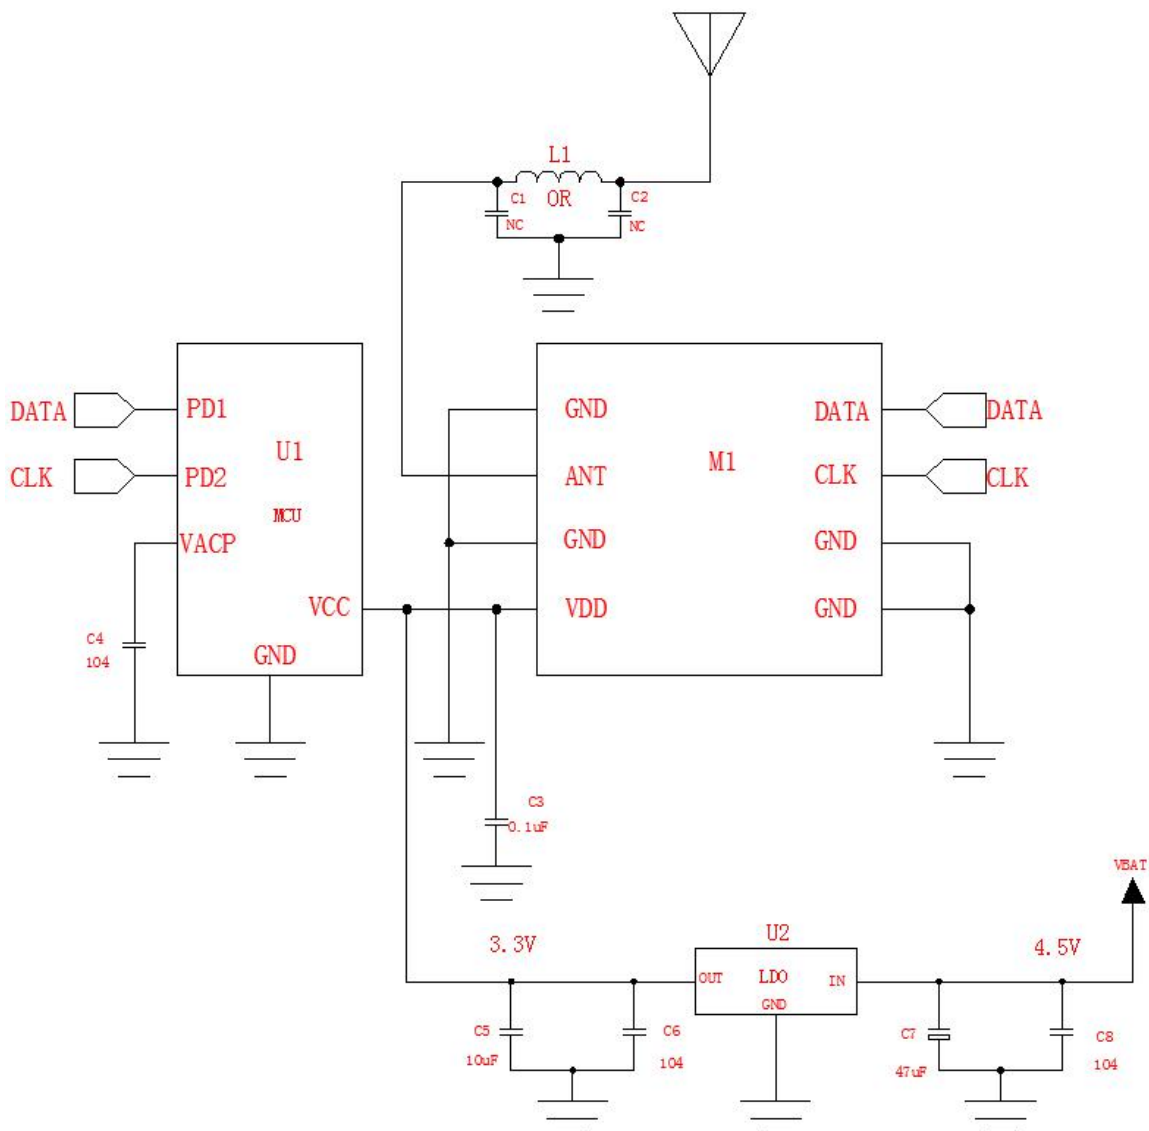 L1
C1
OR
C2
NC
NC
DATA
PD1
GND
DATA
DATA
U1
M1
CLK
PD2
ANT
CLK
CLK
MCU
VACP
GND
GND
VCC
VDD
GND
C4
104
GND
C3
0.1uF
VBAT
U2
3.3V
4.5V
OUT
LDO
IN
GND
C5
C6
C7
C8
10uF
104
47uF
104